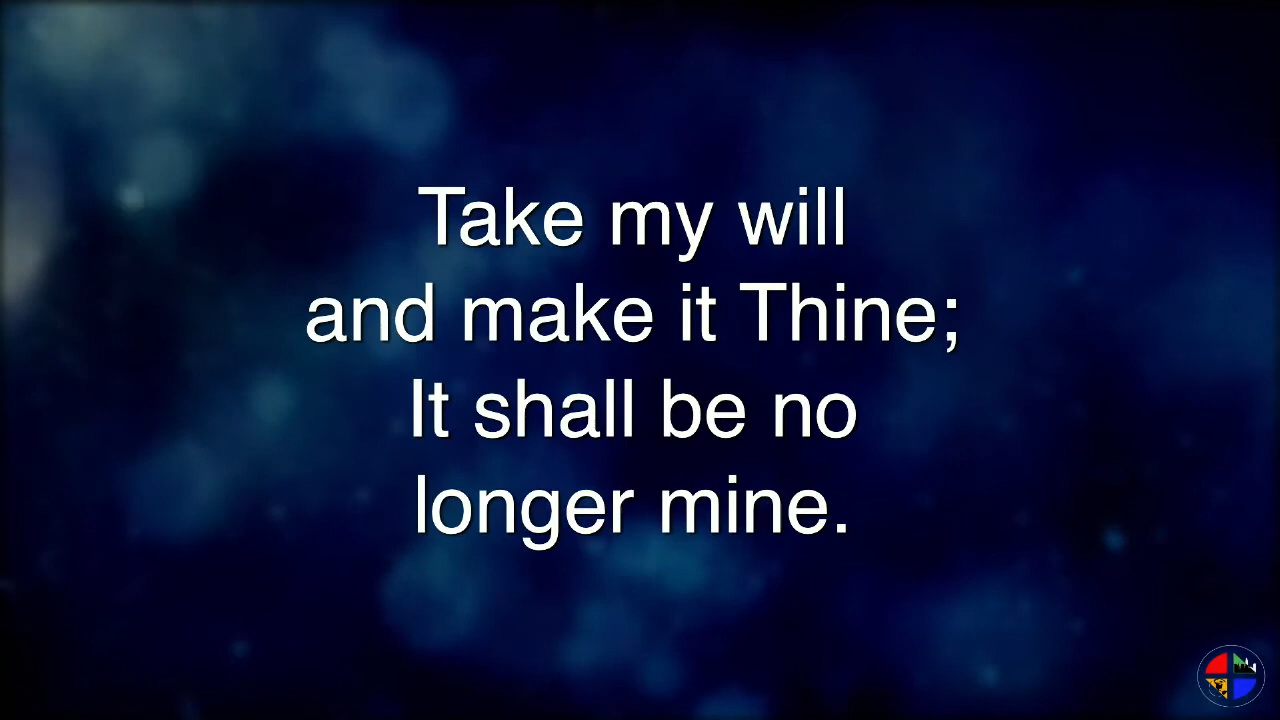 Take my will
and make it Thine;
It shall be no
longer mine.